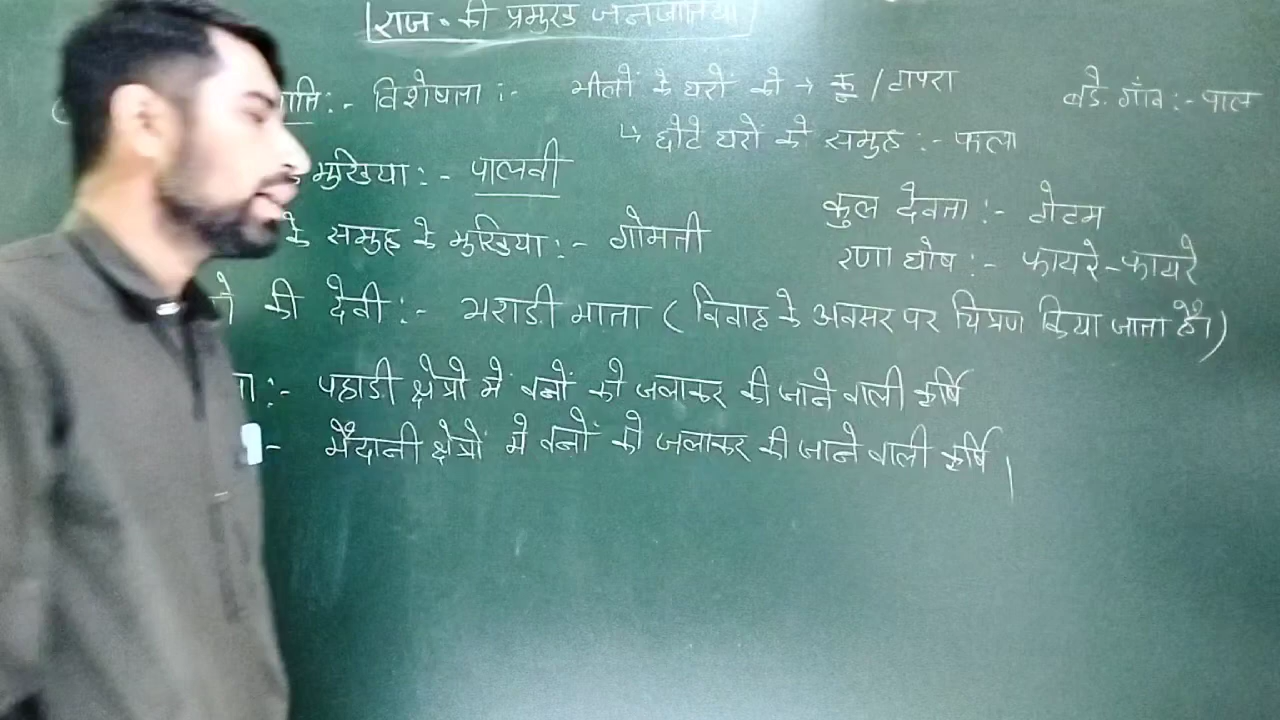 राज. की प्रमुख जनजातियां
जाति:- विशेषता :- भीलों के घरों को → कू / टापरा बडे. गाँव:- पाल
↳ छोटे घरों के समुह :- फला
मुखिया:- पालवी
कुल देवता:- टोटम
के समुह के मुखिया:- गोमती
रणा घोष:- फायरे-फायरे
की देवी:- भराडी माता ( विवाह के अवसर पर चित्रण किया जाता है।)
:- पहाडी क्षेत्रो में वनों को जलाकर की जाने वाली कृर्षि
- मैदानी क्षेत्रों मे वनों को जलाकर की जाने वाली कृर्षि